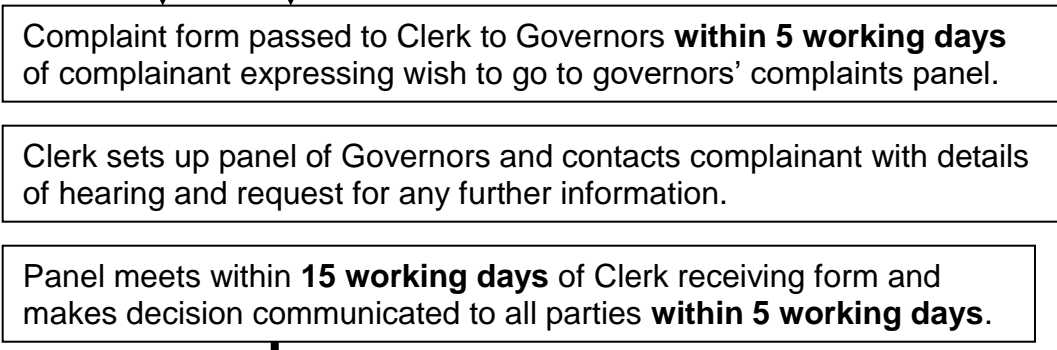 Complaint form passed to Clerk to Governors within 5 working days
of complainant expressing wish to go to governors’ complaints panel.
Clerk sets up panel of Governors and contacts complainant with details
of hearing and request for any further information.
Panel meets within 15 working days of Clerk receiving form and
makes decision communicated to all parties within 5 working days.